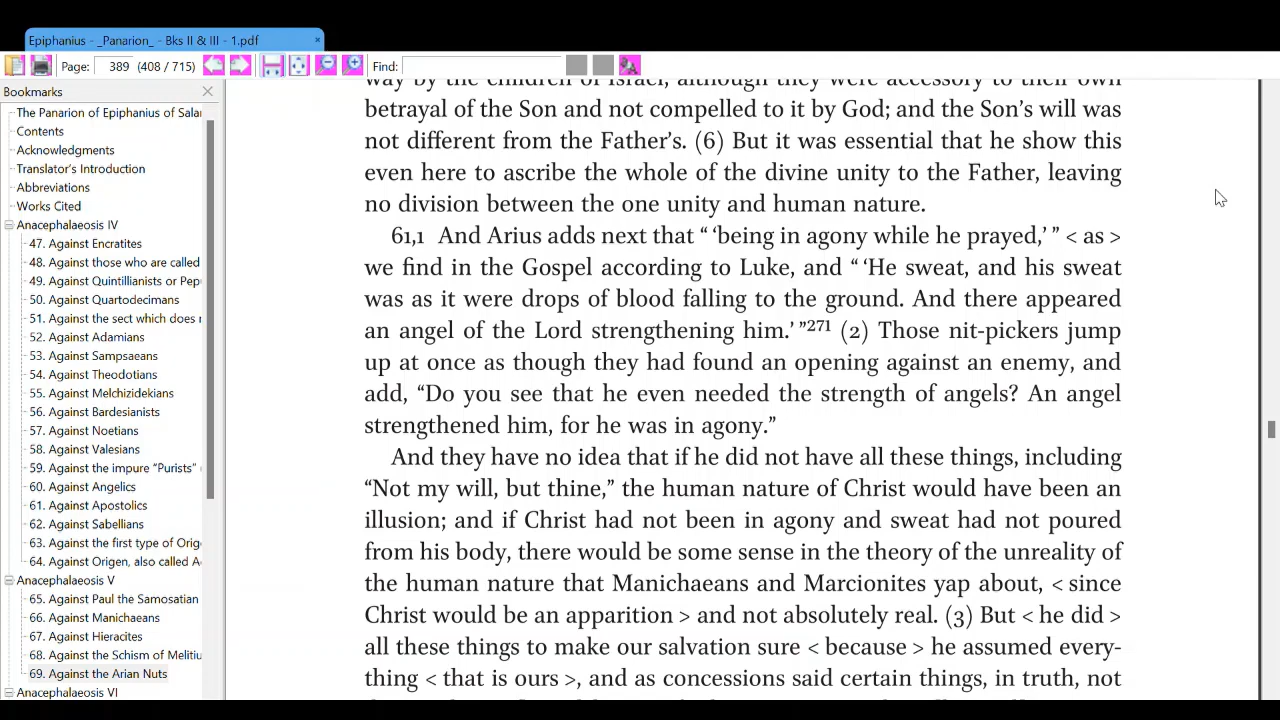 Epiphanius - _Panarion_ - Bks II & III - 1.pdf
×
Page: 389 (408 / 715)
Find:
Bookmarks
The Panarion of Epiphanius of Sala
Contents
Acknowledgments
Translator's Introduction
Abbreviations
Works Cited
Anacephalaeosis IV
47. Against Encratites
48. Against those who are called
49. Against Quintillianists or Pep
50. Against Quartodecimans
51. Against the sect which does
52. Against Adamians
53. Against Sampsaeans
54. Against Theodotians
55. Against Melchizidekians
56. Against Bardesianists
57. Against Noetians
58. Against Valesians
59. Against the impure "Purists"
60. Against Angelics
61. Against Apostolics
62. Against Sabellians
63. Against the first type of Orig
64. Against Origen, also called A
Anacephalaeosis V
65. Against Paul the Samosatian
66. Against Manichaeans
67. Against Hieracites
68. Against the Schism of Melitiu
69. Against the Arian Nuts
Anacephalaeosis VI
way by the children of Israel, although they were accessory to their own
betrayal of the Son and not compelled to it by God; and the Son's will was
not different from the Father's. (6) But it was essential that he show this
even here to ascribe the whole of the divine unity to the Father, leaving
no division between the one unity and human nature.
61,1 And Arius adds next that “ ‘being in agony while he prayed,’ ” < as >
we find in the Gospel according to Luke, and “ ‘He sweat, and his sweat
was as it were drops of blood falling to the ground. And there appeared
an angel of the Lord strengthening him.’ ”271 (2) Those nit-pickers jump
up at once as though they had found an opening against an enemy, and
add, “Do you see that he even needed the strength of angels? An angel
strengthened him, for he was in agony.”
And they have no idea that if he did not have all these things, including
“Not my will, but thine,” the human nature of Christ would have been an
illusion; and if Christ had not been in agony and sweat had not poured
from his body, there would be some sense in the theory of the unreality of
the human nature that Manichaeans and Marcionites yap about, < since
Christ would be an apparition > and not absolutely real. (3) But < he did >
all these things to make our salvation sure < because > he assumed every-
thing < that is ours >, and as concessions said certain things, in truth, not